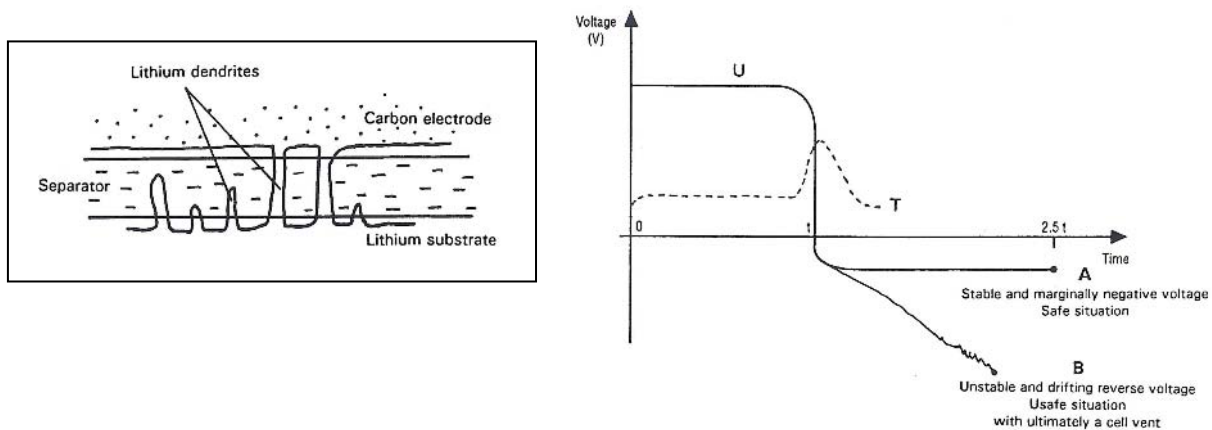 Lithium dendrites
Carbon electrode
Separator
Lithium substrate
Voltage
(V)
U
T
0
t
2.5 t
Time
A
Stable and marginally negative voltage
Safe situation
B
Unstable and drifting reverse voltage
Usafe situation
with ultimately a cell vent